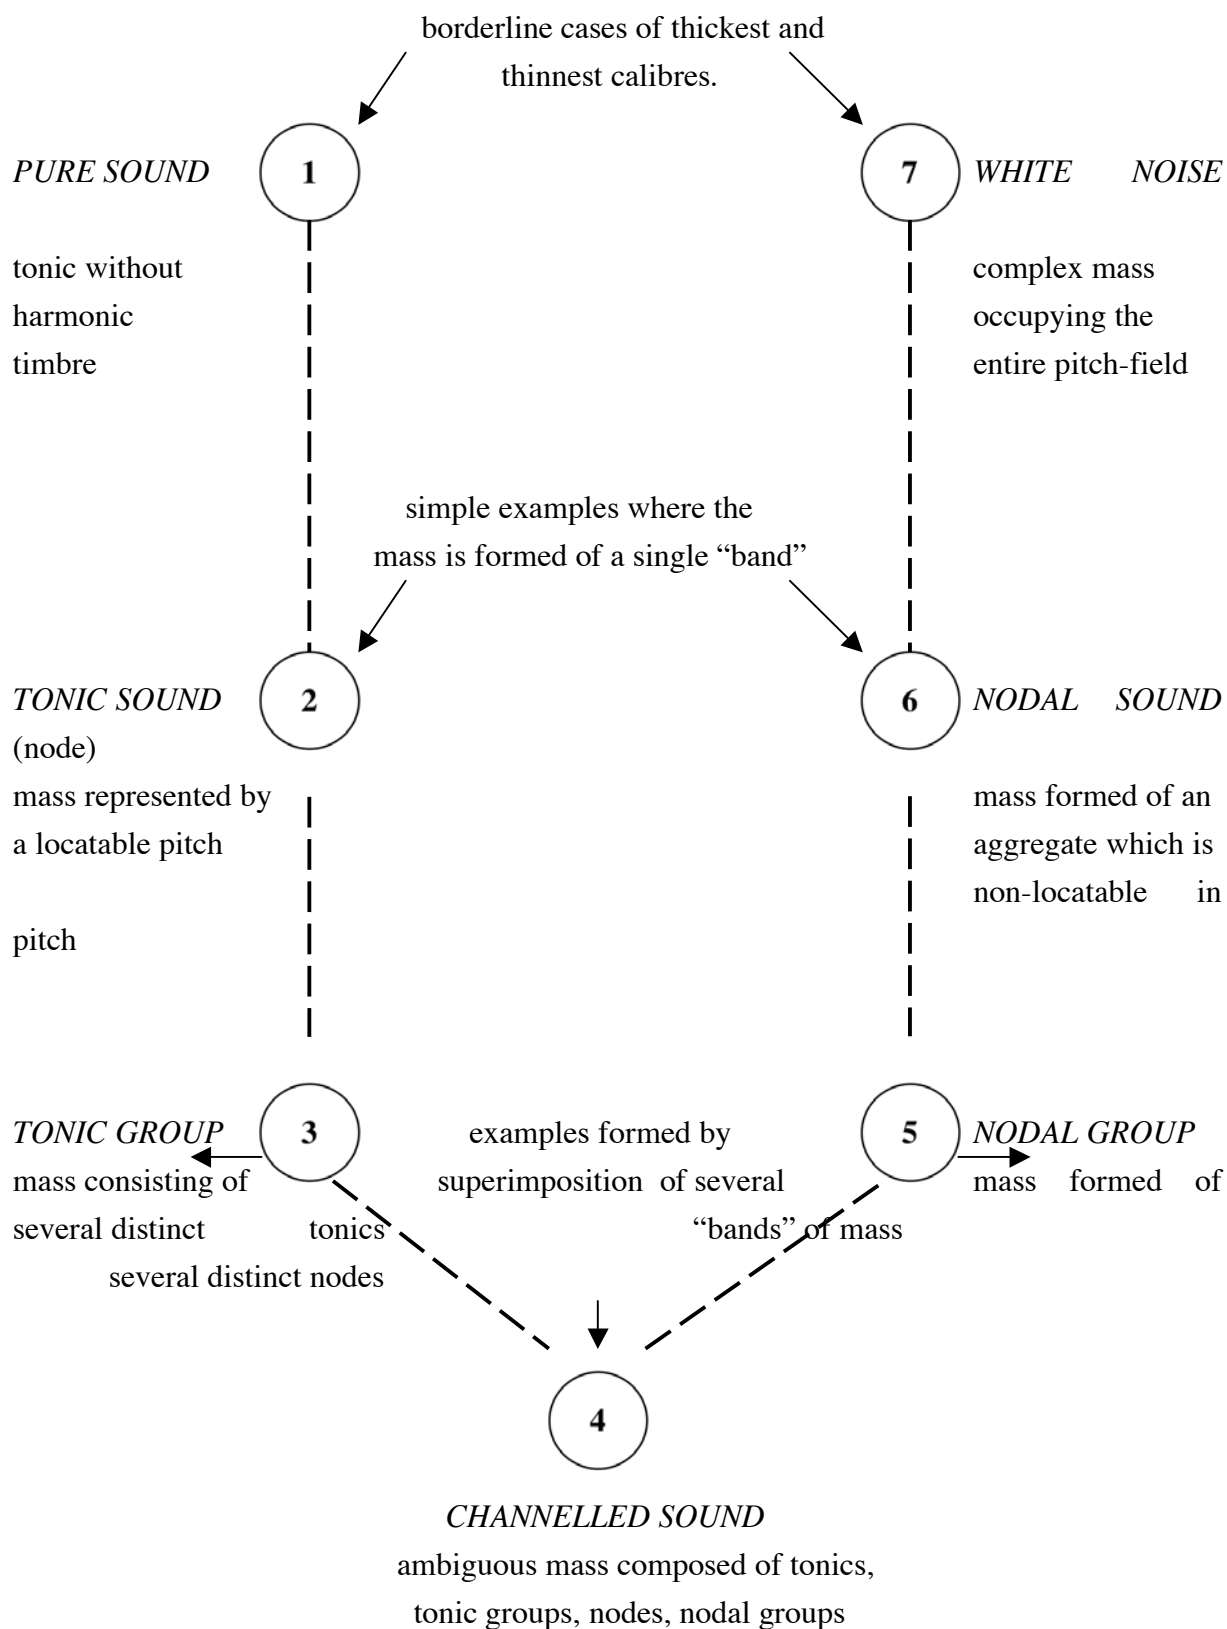 borderline cases of thickest and
thinnest calibres.
PURE SOUND 1 7 WHITE NOISE
tonic without complex mass
harmonic occupying the
timbre entire pitch-field
simple examples where the
mass is formed of a single “band”
TONIC SOUND 2 6 NODAL SOUND
(node)
mass represented by mass formed of an
a locatable pitch aggregate which is
non-locatable in
pitch
TONIC GROUP 3 examples formed by 5 NODAL GROUP
mass consisting of superimposition of several mass formed of
several distinct tonics “bands” of mass
several distinct nodes
4
CHANNELLED SOUND
ambiguous mass composed of tonics,
tonic groups, nodes, nodal groups